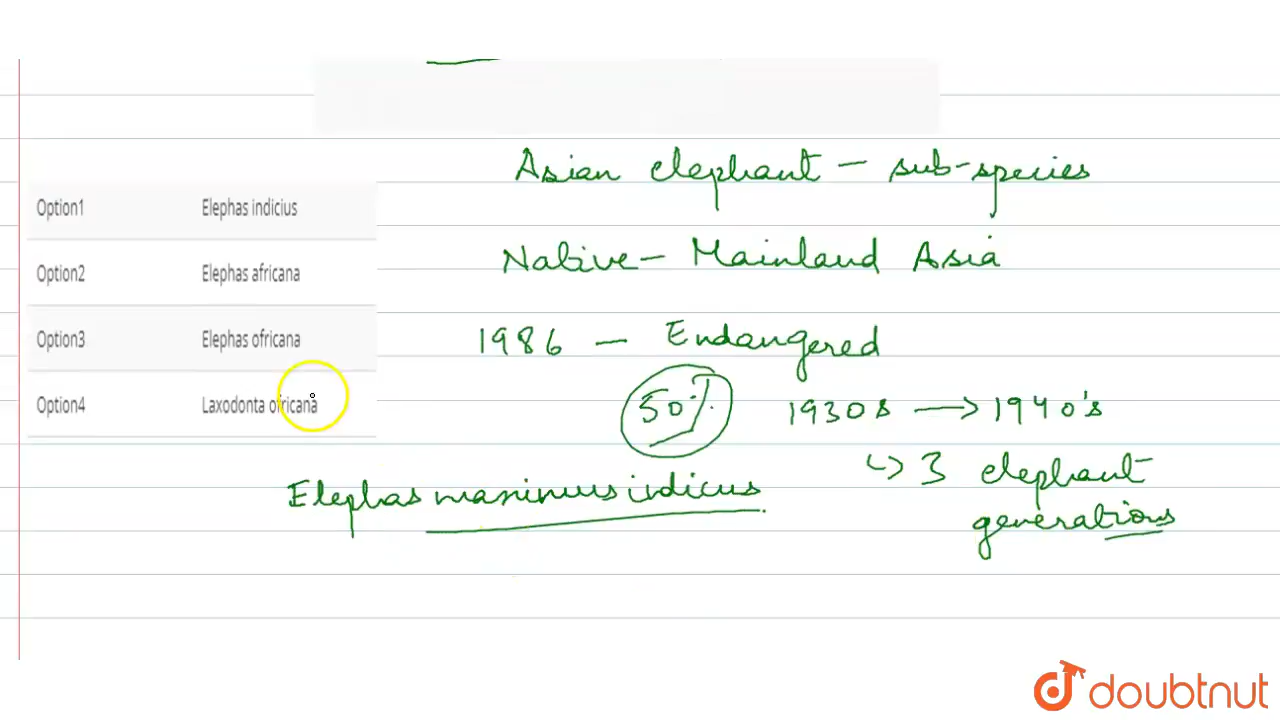 Asian elephant - sub-species
Option1 Elephas indicius
Native - Mainland Asia
Option2 Elephas africana
1986 - Endangered
Option3 Elephas ofricana
50% 1930s → 1940's
Option4 Laxodonta ofricana
↳ 3 elephant
generations
Elephas maximus indicus
doubtnut